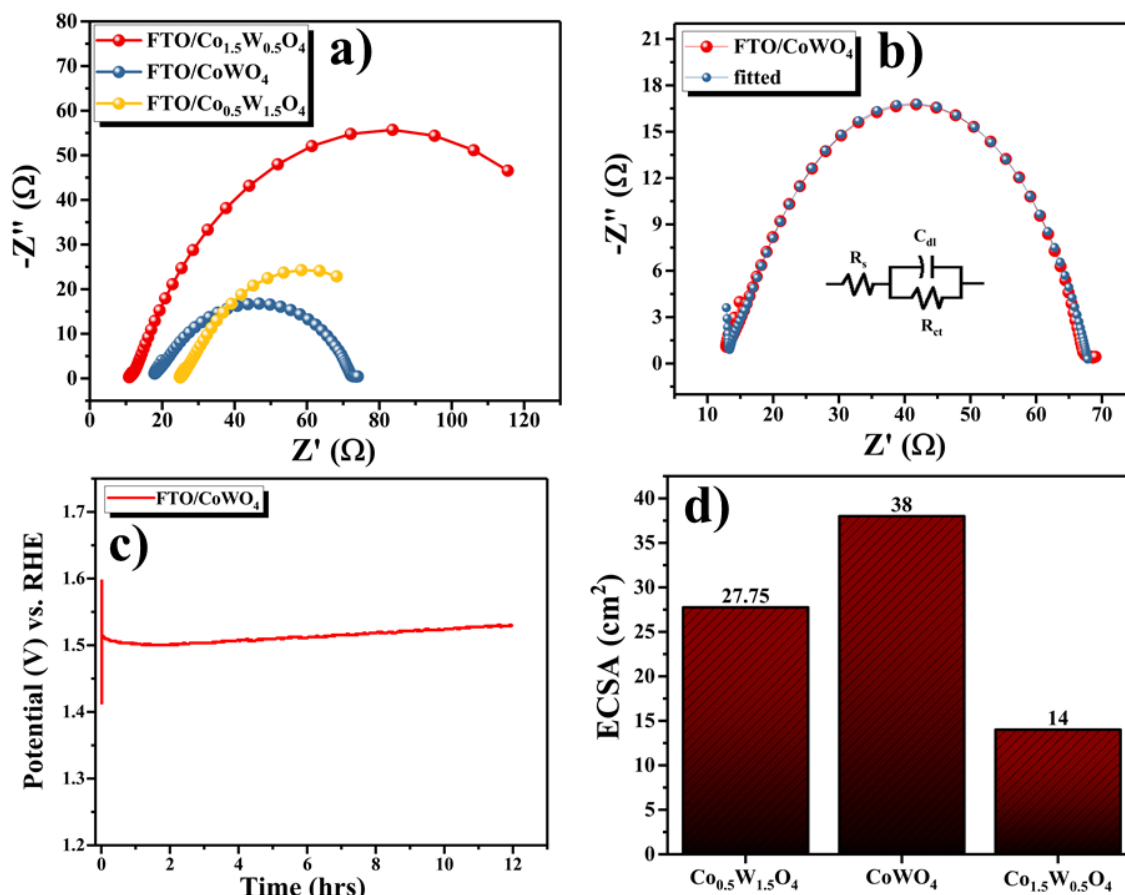 a)
FTO/Co1.5W0.5O4
FTO/CoWO4
FTO/Co0.5W1.5O4
-Z'' (Ω)
80
70
60
50
40
30
20
10
0
0 20 40 60 80 100 120
Z' (Ω)
b)
FTO/CoWO4
fitted
-Z'' (Ω)
21
18
15
12
9
6
3
0
Rs
Cdl
Rct
10 20 30 40 50 60 70
Z' (Ω)
c)
FTO/CoWO4
Potential (V) vs. RHE
1.7
1.6
1.5
1.4
1.3
1.2
0 2 4 6 8 10 12
Time (hrs)
d)
ECSA (cm²)
40
35
30
25
20
15
10
5
0
27.75
38
14
Co0.5W1.5O4 CoWO4 Co1.5W0.5O4